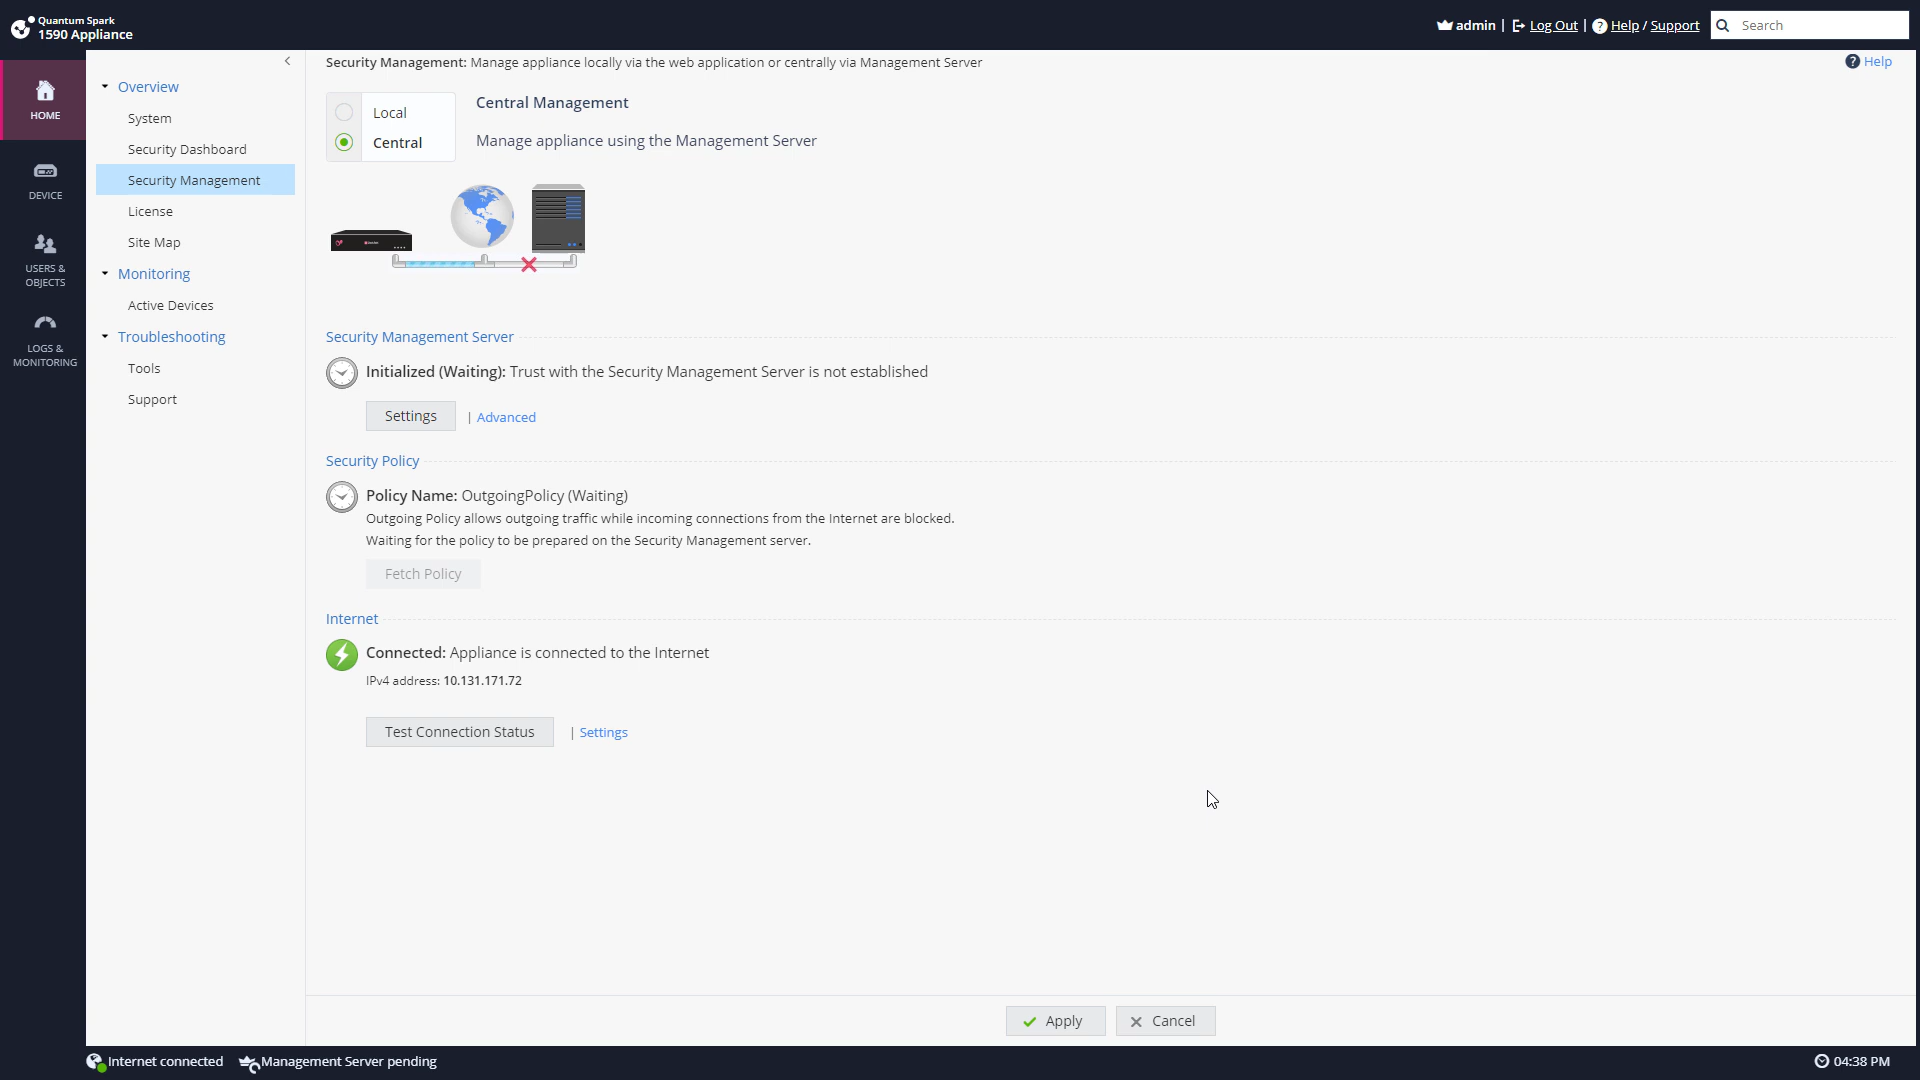 Quantum Spark
1590 Appliance
admin | Log Out | Help / Support
Search
HOME
DEVICE
USERS & OBJECTS
LOGS & MONITORING
Overview
System
Security Dashboard
Security Management
License
Site Map
Monitoring
Active Devices
Troubleshooting
Tools
Support
Security Management: Manage appliance locally via the web application or centrally via Management Server
Help
Local
Central
Central Management
Manage appliance using the Management Server
Security Management Server
Initialized (Waiting): Trust with the Security Management Server is not established
Settings | Advanced
Security Policy
Policy Name: OutgoingPolicy (Waiting)
Outgoing Policy allows outgoing traffic while incoming connections from the Internet are blocked.
Waiting for the policy to be prepared on the Security Management server.
Fetch Policy
Internet
Connected: Appliance is connected to the Internet
IPv4 address: 10.131.171.72
Test Connection Status | Settings
Apply
Cancel
Internet connected
Management Server pending
04:38 PM